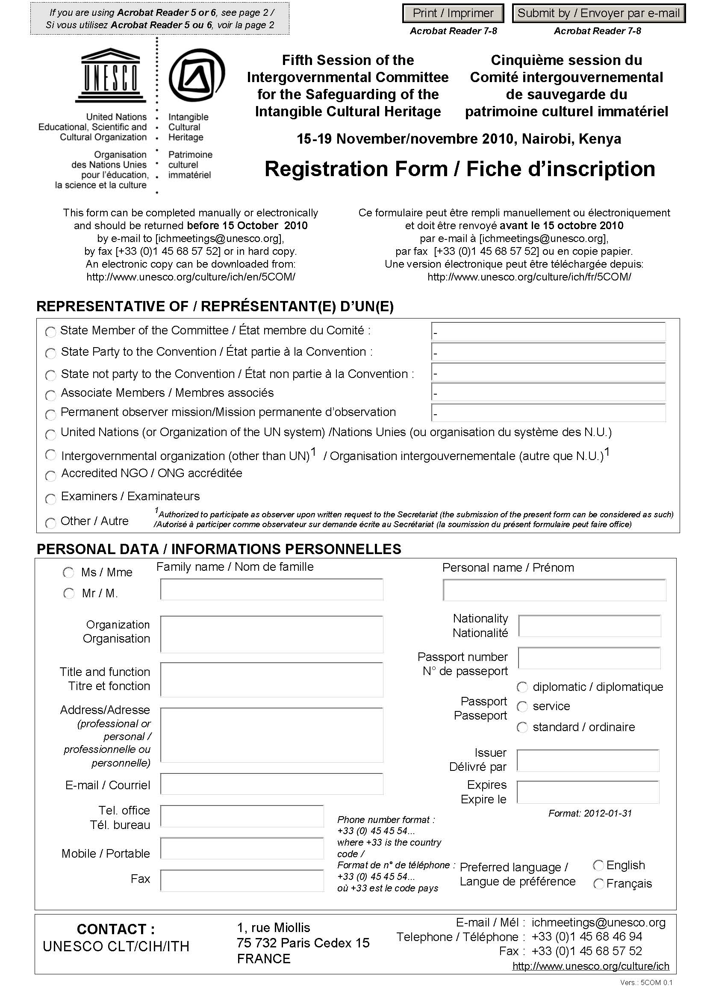 If you are using Acrobat Reader 5 or 6, see page 2 /
Si vous utilisez Acrobat Reader 5 ou 6, voir la page 2
Print / Imprimer
Acrobat Reader 7-8
Submit by / Envoyer par e-mail
Acrobat Reader 7-8
UNESCO
United Nations
Educational, Scientific and
Cultural Organization
Organisation
des Nations Unies
pour l'éducation,
la science et la culture
Intangible
Cultural
Heritage
Patrimoine
culturel
immatériel
Fifth Session of the
Intergovernmental Committee
for the Safeguarding of the
Intangible Cultural Heritage
Cinquième session du
Comité intergouvernemental
de sauvegarde du
patrimoine culturel immatériel
15-19 November/novembre 2010, Nairobi, Kenya
Registration Form / Fiche d'inscription
This form can be completed manually or electronically
and should be returned before 15 October 2010
by e-mail to [ichmeetings@unesco.org],
by fax [+33 (0)1 45 68 57 52] or in hard copy.
An electronic copy can be downloaded from:
http://www.unesco.org/culture/ich/en/5COM/
Ce formulaire peut être rempli manuellement ou électroniquement
et doit être renvoyé avant le 15 octobre 2010
par e-mail à [ichmeetings@unesco.org],
par fax [+33 (0)1 45 68 57 52] ou en copie papier.
Une version électronique peut être téléchargée depuis:
http://www.unesco.org/culture/ich/fr/5COM/
REPRESENTATIVE OF / REPRÉSENTANT(E) D'UN(E)
State Member of the Committee / État membre du Comité : -
State Party to the Convention / État partie à la Convention : -
State not party to the Convention / État non partie à la Convention : -
Associate Members / Membres associés -
Permanent observer mission/Mission permanente d'observation -
United Nations (or Organization of the UN system) /Nations Unies (ou organisation du système des N.U.)
Intergovernmental organization (other than UN)1 / Organisation intergouvernementale (autre que N.U.)1
Accredited NGO / ONG accréditée
Examiners / Examinateurs
Other / Autre
1Authorized to participate as observer upon written request to the Secretariat (the submission of the present form can be considered as such)
/Autorisé à participer comme observateur sur demande écrite au Secrétariat (la soumission du présent formulaire peut faire office)
PERSONAL DATA / INFORMATIONS PERSONNELLES
Ms / Mme
Mr / M.
Family name / Nom de famille
Personal name / Prénom
Organization
Organisation
Title and function
Titre et fonction
Address/Adresse
(professional or
personal /
professionnelle ou
personnelle)
E-mail / Courriel
Tel. office
Tél. bureau
Mobile / Portable
Fax
Phone number format :
+33 (0) 45 45 54...
where +33 is the country
code /
Format de n° de téléphone :
+33 (0) 45 45 54...
où +33 est le code pays
Nationality
Nationalité
Passport number
N° de passeport
Passport
Passeport
diplomatic / diplomatique
service
standard / ordinaire
Issuer
Délivré par
Expires
Expire le
Format: 2012-01-31
Preferred language /
Langue de préférence
English
Français
CONTACT :
UNESCO CLT/CIH/ITH
1, rue Miollis
75 732 Paris Cedex 15
FRANCE
E-mail / Mél : ichmeetings@unesco.org
Telephone / Téléphone : +33 (0)1 45 68 46 94
Fax : +33 (0)1 45 68 57 52
http://www.unesco.org/culture/ich
Vers.: 5COM 0.1